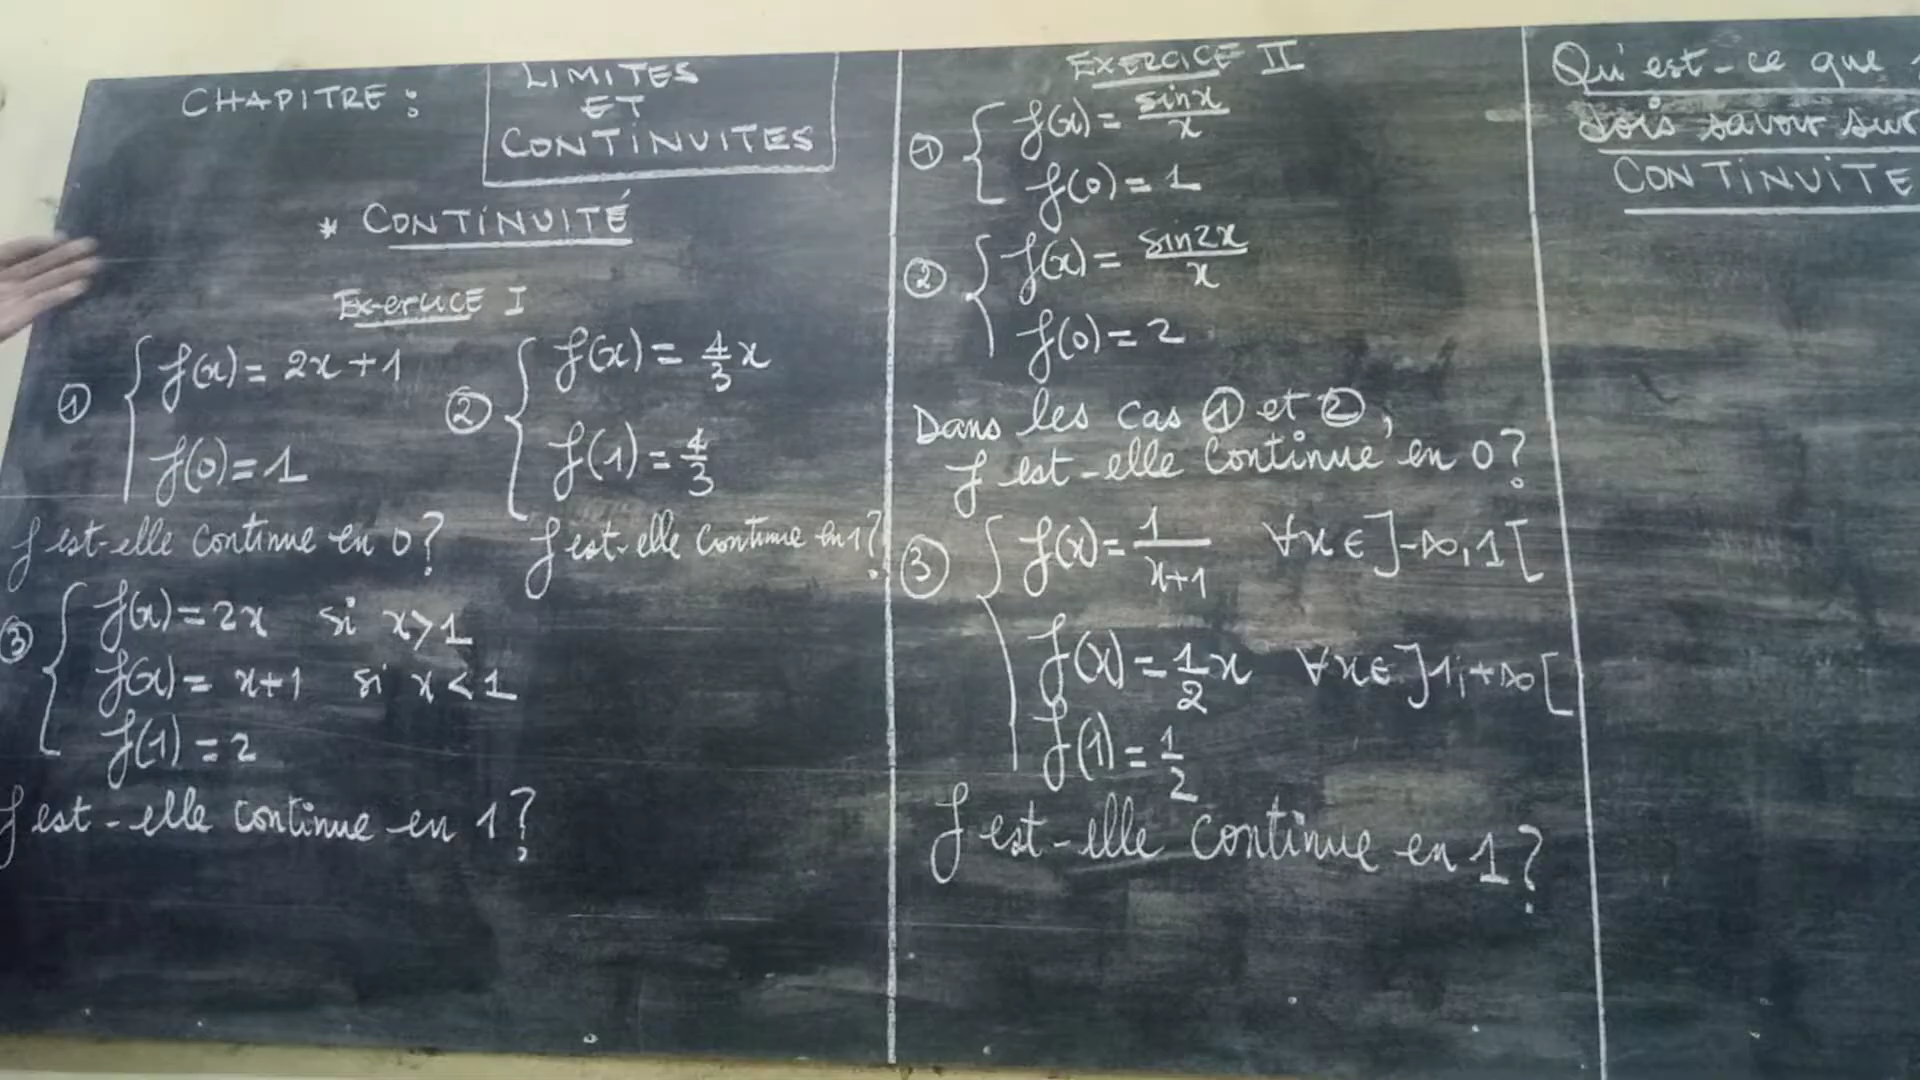 CHAPITRE : LIMITES
ET
CONTINUITES
* CONTINUITÉ
Exercice I
① { f(x) = 2x + 1
f(0) = 1
f est-elle continue en 0 ?
② { f(x) = 4/3 x
f(1) = 4/3
f est-elle continue en 1 ?
③ { f(x) = 2x si x > 1
f(x) = x+1 si x < 1
f(1) = 2
f est-elle continue en 1 ?
EXERCICE II
① { f(x) = sinx/x
f(0) = 1
② { f(x) = sin2x/x
f(0) = 2
Dans les cas ① et ②,
f est-elle continue en 0 ?
③ { f(x) = 1/(x+1) ∀x ∈ ]-∞, 1[
f(x) = 1/2 x ∀x ∈ ]1, +∞[
f(1) = 1/2
f est-elle continue en 1 ?
Qu'est-ce que
dois savoir sur
CONTINUITE